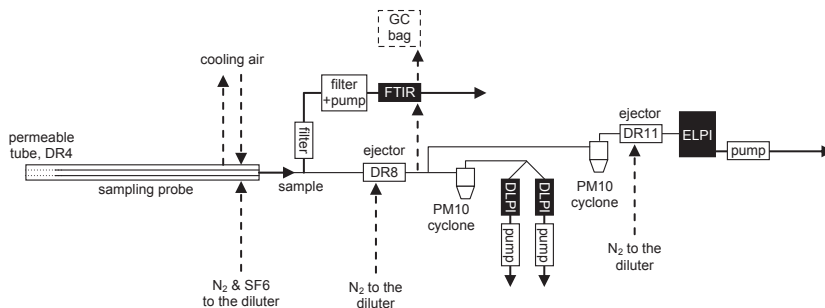 GC
bag
cooling air
filter
+pump
FTIR
permeable
tube, DR4
filter
ejector
DR8
ejector
DR11
ELPI
pump
sampling probe
sample
PM10
cyclone
PM10
cyclone
DLPI
DLPI
pump
pump
N₂ & SF6
to the diluter
N₂ to the
diluter
N₂ to the
diluter